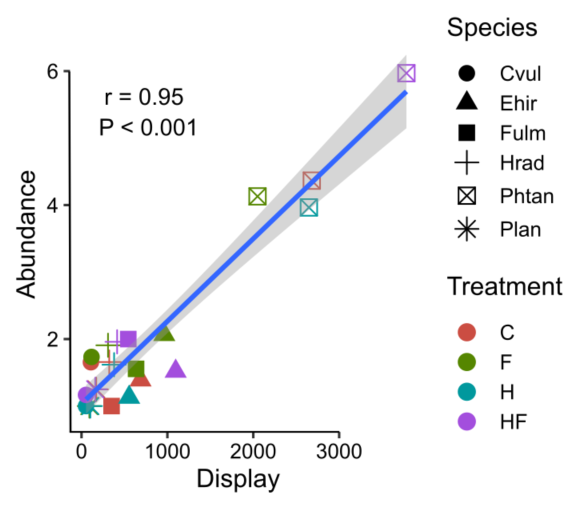 Species
Cvul
Ehir
Fulm
Hrad
Phtan
Plan
Treatment
C
F
H
HF
r = 0.95
P < 0.001
Abundance
6
4
2
0
1000
2000
3000
Display